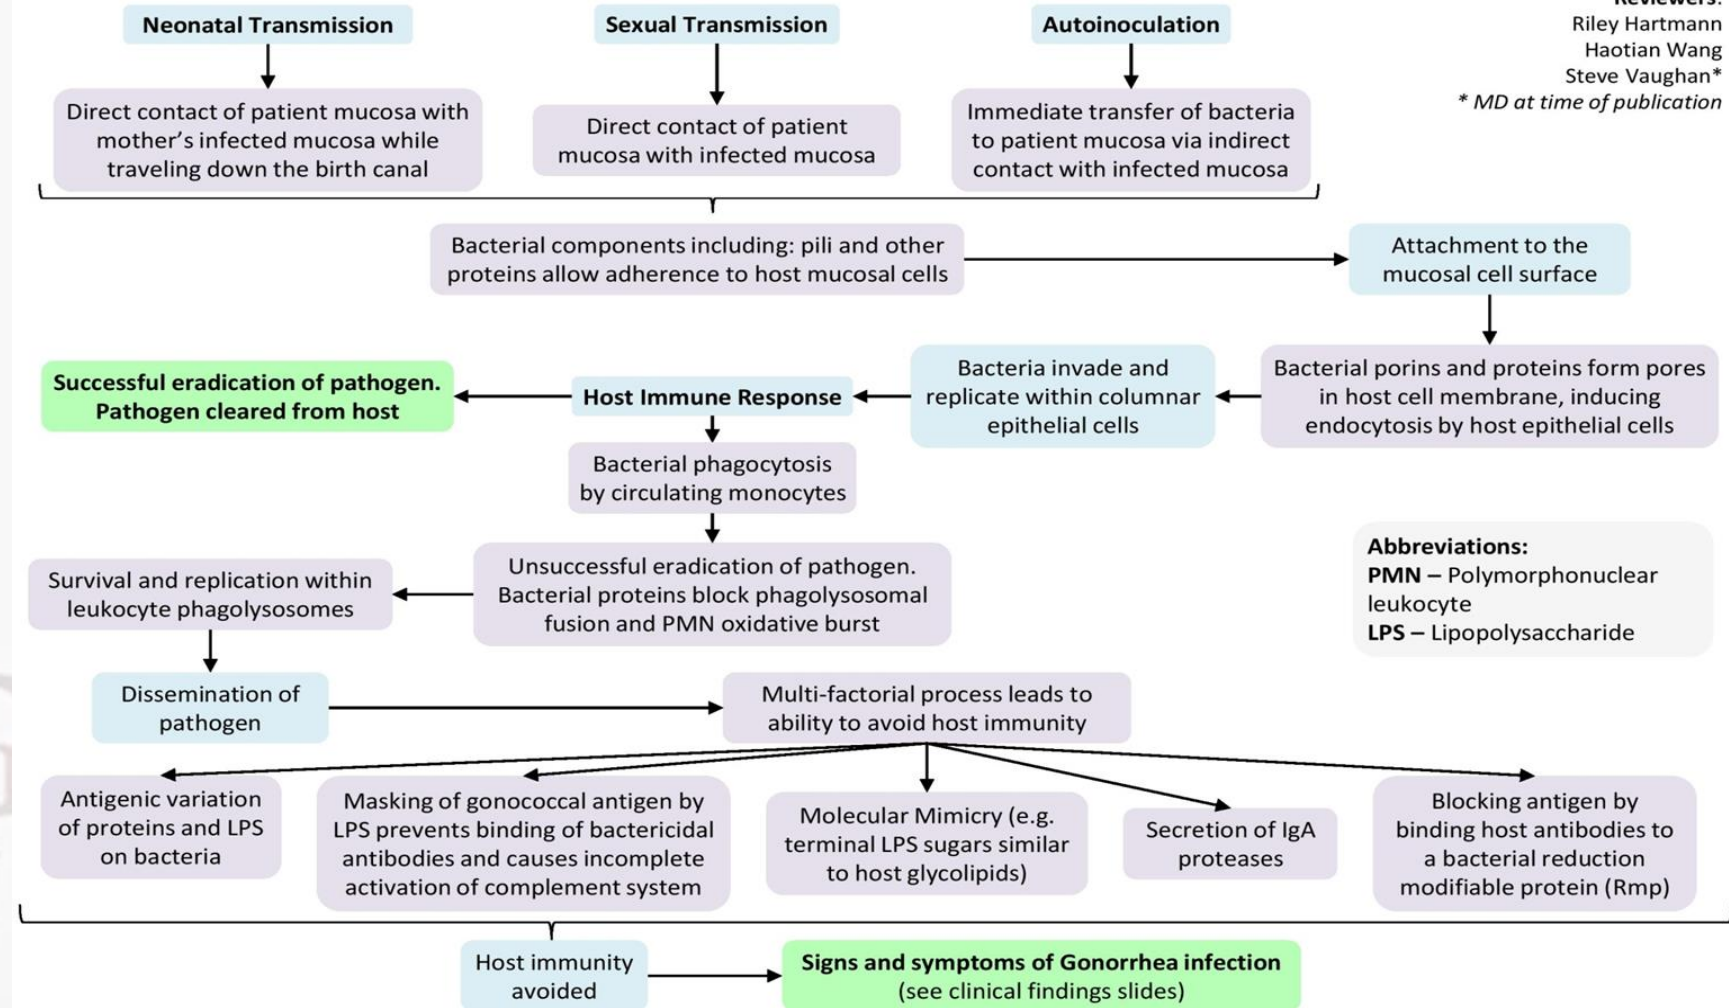 Reviewers:
Riley Hartmann
Haotian Wang
Steve Vaughan*
* MD at time of publication
Neonatal Transmission
Sexual Transmission
Autoinoculation
Direct contact of patient mucosa with
mother's infected mucosa while
traveling down the birth canal
Direct contact of patient
mucosa with infected mucosa
Immediate transfer of bacteria
to patient mucosa via indirect
contact with infected mucosa
Bacterial components including: pili and other
proteins allow adherence to host mucosal cells
Attachment to the
mucosal cell surface
Bacterial porins and proteins form pores
in host cell membrane, inducing
endocytosis by host epithelial cells
Bacteria invade and
replicate within columnar
epithelial cells
Host Immune Response
Successful eradication of pathogen.
Pathogen cleared from host
Bacterial phagocytosis
by circulating monocytes
Unsuccessful eradication of pathogen.
Bacterial proteins block phagolysosomal
fusion and PMN oxidative burst
Survival and replication within
leukocyte phagolysosomes
Abbreviations:
PMN – Polymorphonuclear
leukocyte
LPS – Lipopolysaccharide
Dissemination of
pathogen
Multi-factorial process leads to
ability to avoid host immunity
Antigenic variation
of proteins and LPS
on bacteria
Masking of gonococcal antigen by
LPS prevents binding of bactericidal
antibodies and causes incomplete
activation of complement system
Molecular Mimicry (e.g.
terminal LPS sugars similar
to host glycolipids)
Secretion of IgA
proteases
Blocking antigen by
binding host antibodies to
a bacterial reduction
modifiable protein (Rmp)
Host immunity
avoided
Signs and symptoms of Gonorrhea infection
(see clinical findings slides)